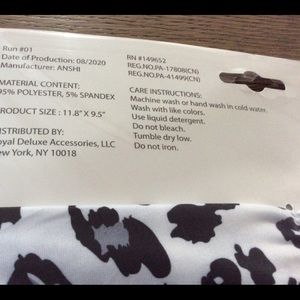 Run #01
Date of Production: 08/2020
Manufacturer: ANSHI
MATERIAL CONTENT:
95% POLYESTER, 5% SPANDEX
PRODUCT SIZE : 11.8" X 9.5"
DISTRIBUTED BY:
oyal Deluxe Accessories, LLC
ew York, NY 10018
RN #149652
REG.NO.PA-17808(CN)
REG.NO.PA-41499(CN)
CARE INSTRUCTIONS:
Machine wash or hand wash in cold water.
Wash with like colors.
Use liquid detergent.
Do not bleach.
Tumble dry low.
Do not iron.